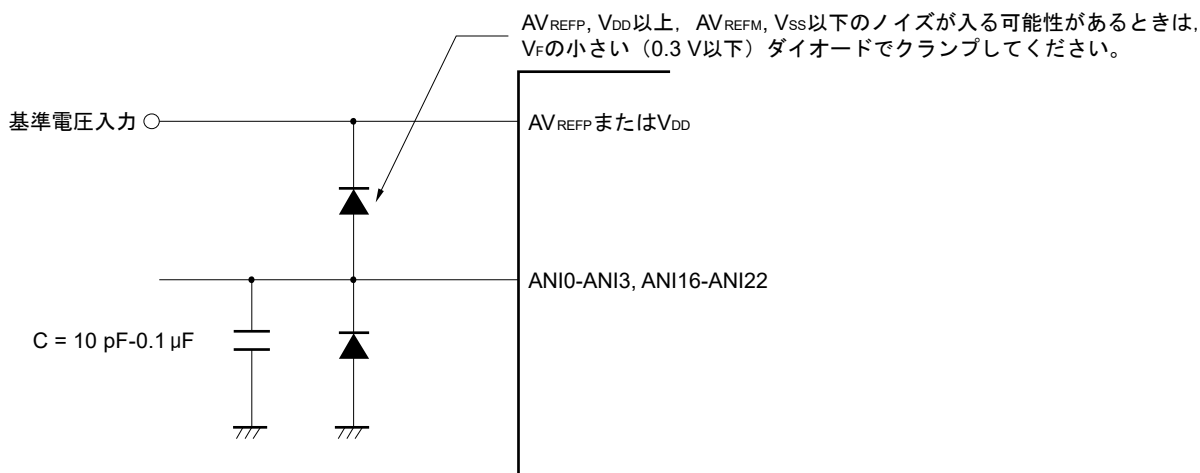 AVREFP, VDD以上，AVREFM, VSS以下のノイズが入る可能性があるときは，
VFの小さい（0.3 V以下）ダイオードでクランプしてください。
基準電圧入力
AVREFPまたはVDD
ANI0-ANI3, ANI16-ANI22
C = 10 pF-0.1 μF